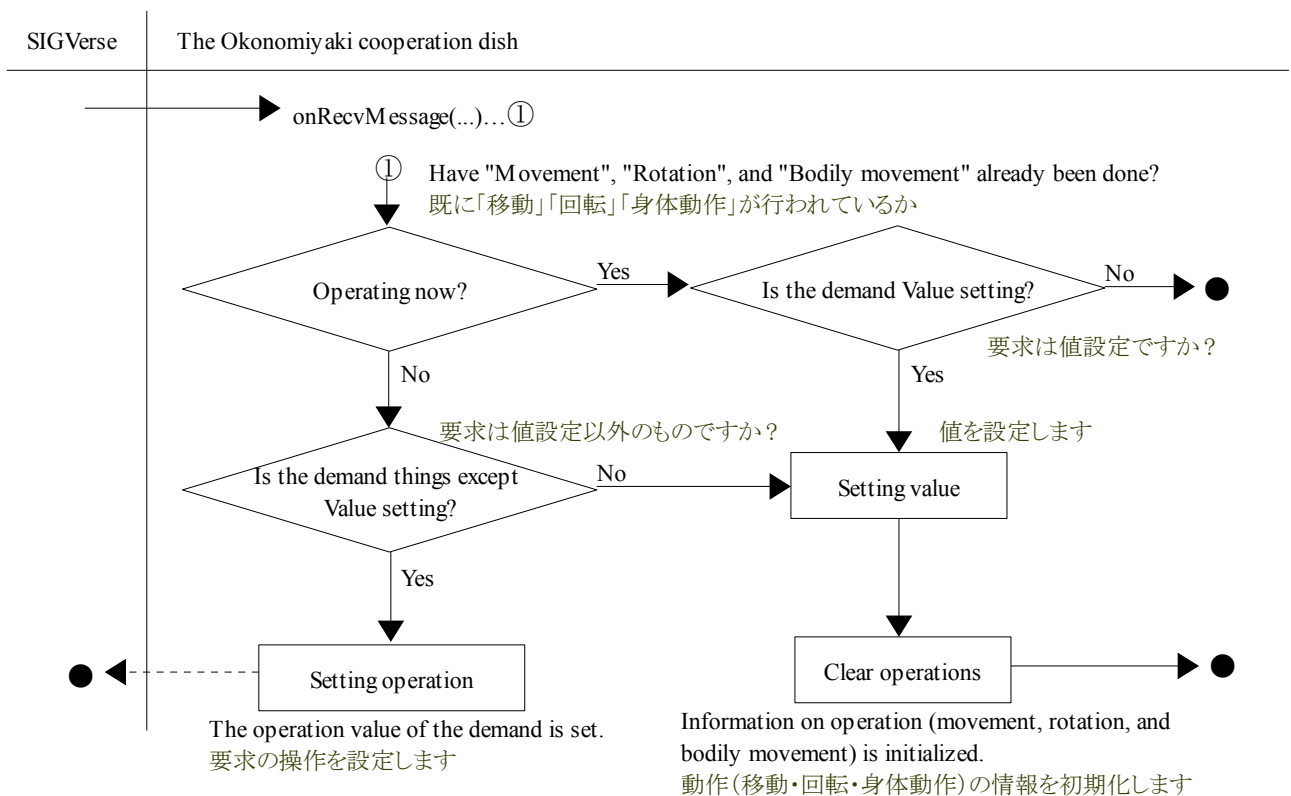 SIGVerse
The Okonomiyaki cooperation dish
onRecvMessage(...)…①
①
Have "Movement", "Rotation", and "Bodily movement" already been done?
既に「移動」「回転」「身体動作」が行われているか
Operating now?
Yes
Is the demand Value setting?
No
要求は値設定ですか？
No
Yes
要求は値設定以外のものですか？
値を設定します
Is the demand things except
Value setting?
No
Setting value
Yes
Setting operation
Clear operations
The operation value of the demand is set.
要求の操作を設定します
Information on operation (movement, rotation, and
bodily movement) is initialized.
動作(移動・回転・身体動作)の情報を初期化します